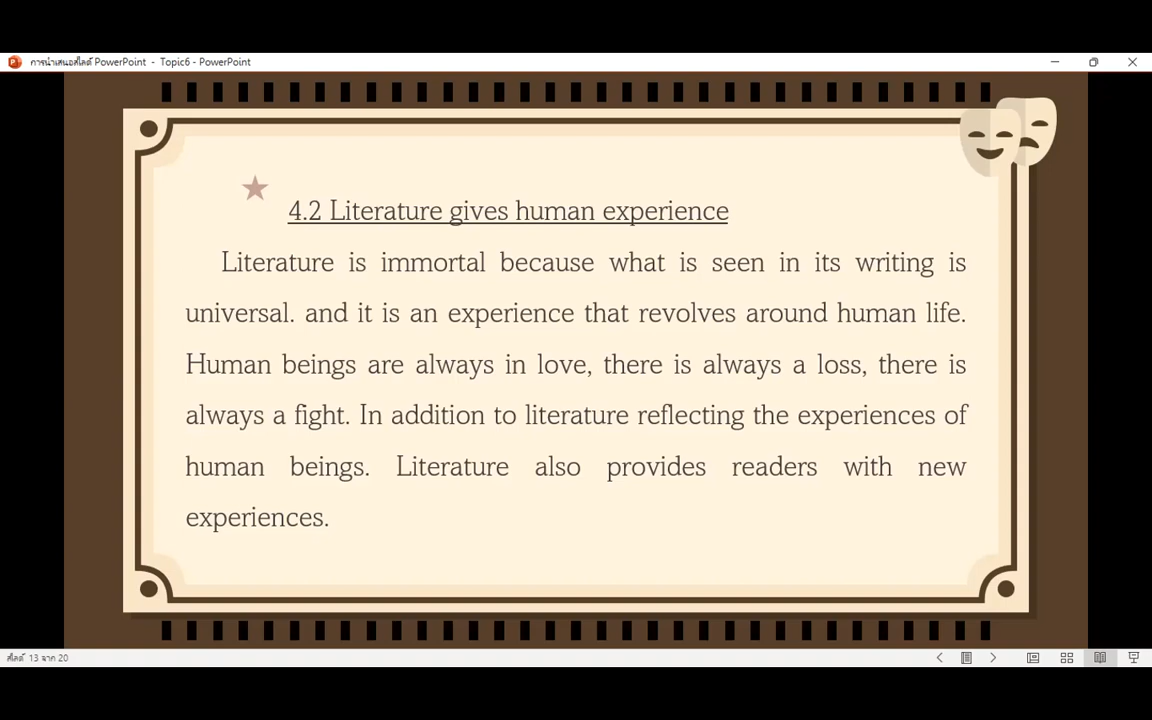 การนำเสนอสไลด์ PowerPoint - Topic6 - PowerPoint
4.2 Literature gives human experience
Literature is immortal because what is seen in its writing is
universal. and it is an experience that revolves around human life.
Human beings are always in love, there is always a loss, there is
always a fight. In addition to literature reflecting the experiences of
human beings. Literature also provides readers with new
experiences.
สไลด์ 13 จาก 20